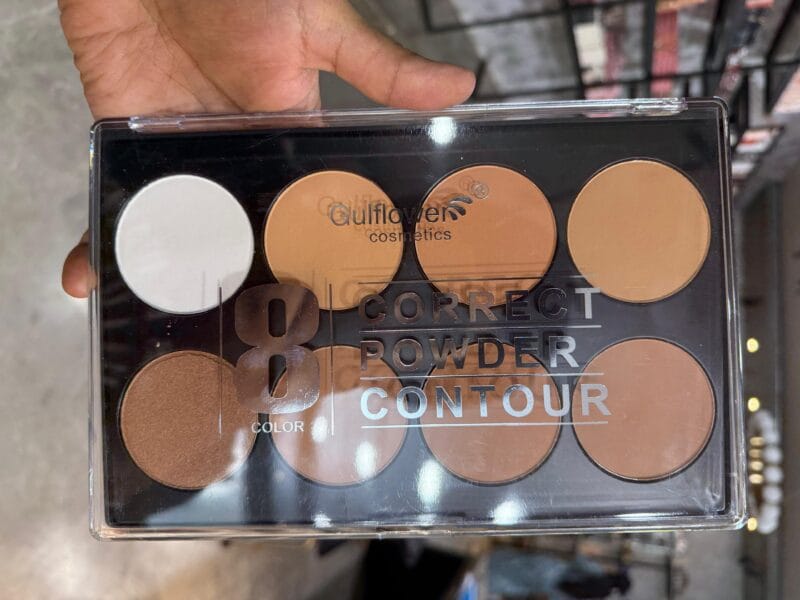 Gulflower®
cosmetics
8
COLOR
CORRECT
POWDER
CONTOUR